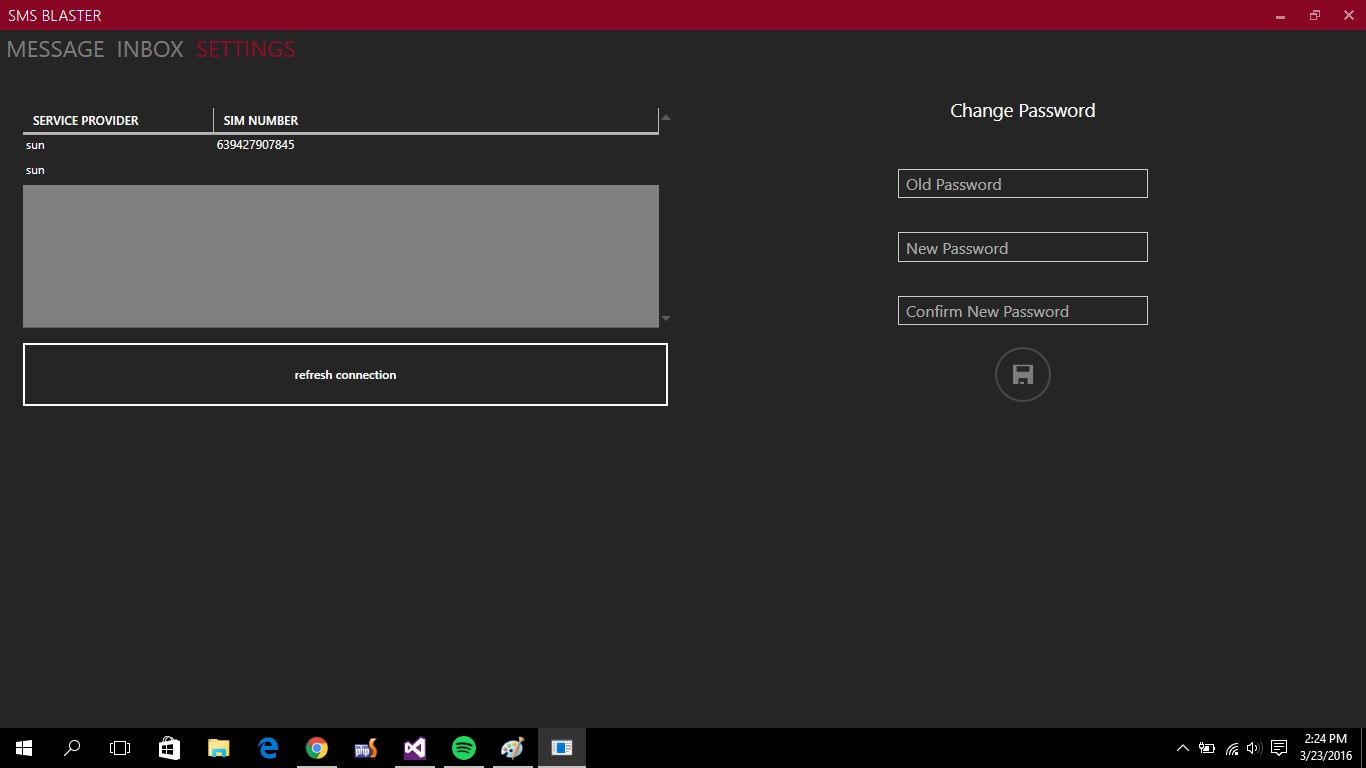 SMS BLASTER
MESSAGE INBOX SETTINGS
SERVICE PROVIDER SIM NUMBER
sun 639427907845
sun
refresh connection
Change Password
Old Password
New Password
Confirm New Password
php
2:24 PM
3/23/2016